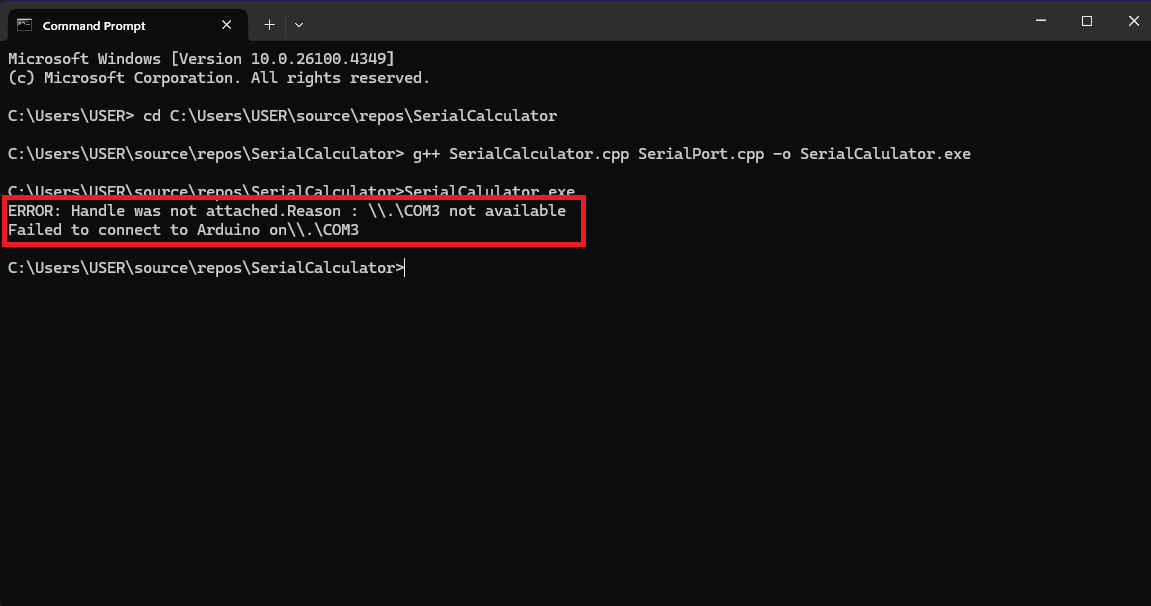 Command Prompt
Microsoft Windows [Version 10.0.26100.4349]
(c) Microsoft Corporation. All rights reserved.
C:\Users\USER> cd C:\Users\USER\source\repos\SerialCalculator
C:\Users\USER\source\repos\SerialCalculator> g++ SerialCalculator.cpp SerialPort.cpp -o SerialCalulator.exe
C:\Users\USER\source\repos\SerialCalculator>SerialCalulator.exe
ERROR: Handle was not attached.Reason : \\.\COM3 not available
Failed to connect to Arduino on\\.\COM3
C:\Users\USER\source\repos\SerialCalculator>